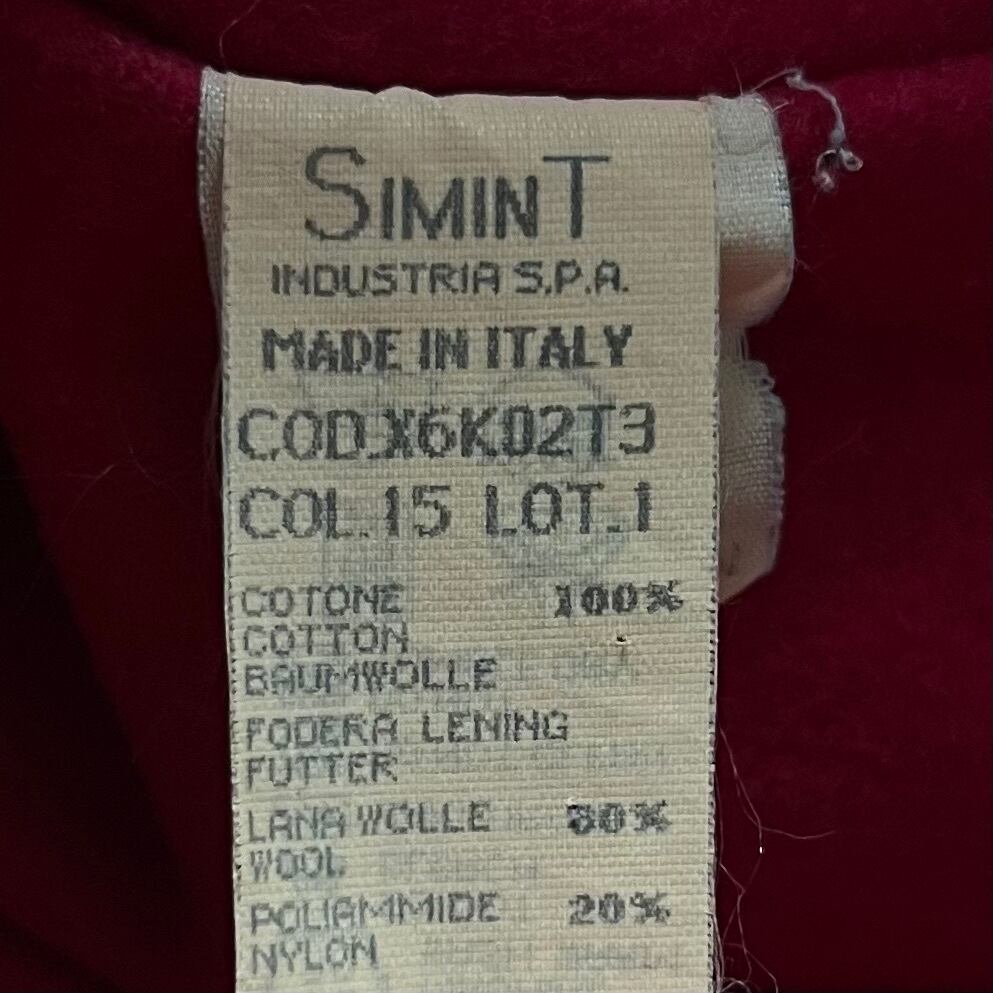 SIMINT
INDUSTRIA S.P.A.
MADE IN ITALY
COD.X6K02T3
COL.15 LOT.1
COTONE 100%
COTTON
BAUMWOLLE
FODERA LENING
FUTTER
LANA WOLLE 80%
WOOL
POLIAMMIDE 20%
NYLON